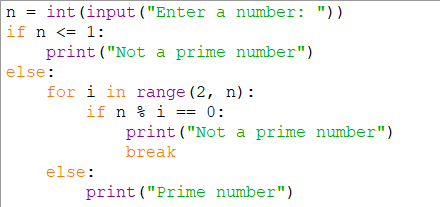 n = int(input("Enter a number: "))
if n <= 1:
    print("Not a prime number")
else:
    for i in range(2, n):
        if n % i == 0:
            print("Not a prime number")
            break
    else:
        print("Prime number")